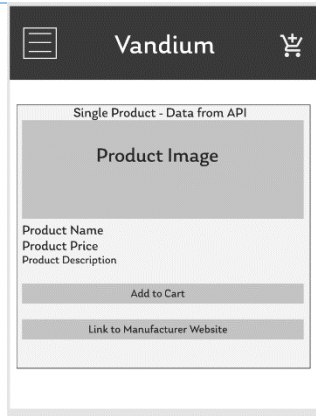 Vandium
Single Product - Data from API
Product Image
Product Name
Product Price
Product Description
Add to Cart
Link to Manufacturer Website